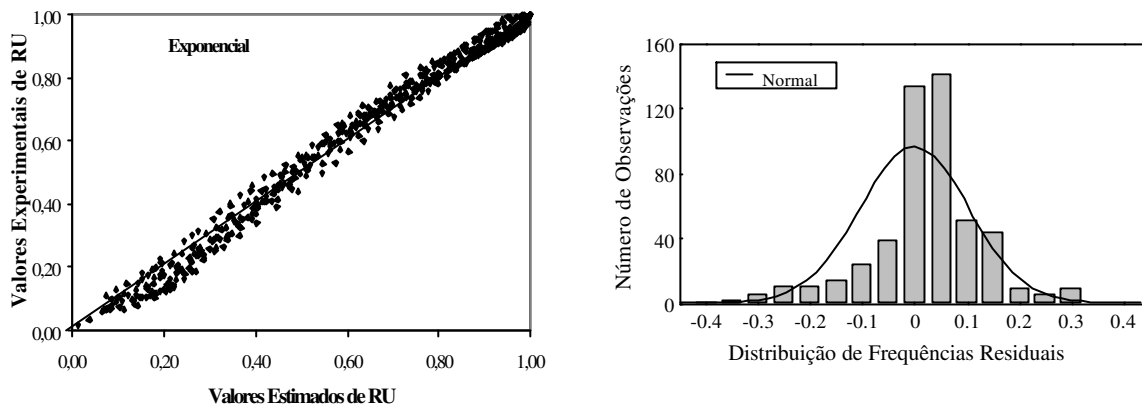 Exponencial
Valores Experimentais de RU
1,00
0,80
0,60
0,40
0,20
0,00
0,00 0,20 0,40 0,60 0,80 1,00
Valores Estimados de RU
Normal
Número de Observações
160
120
80
40
0
-0.4 -0.3 -0.2 -0.1 0 0.1 0.2 0.3 0.4
Distribuição de Frequências Residuais